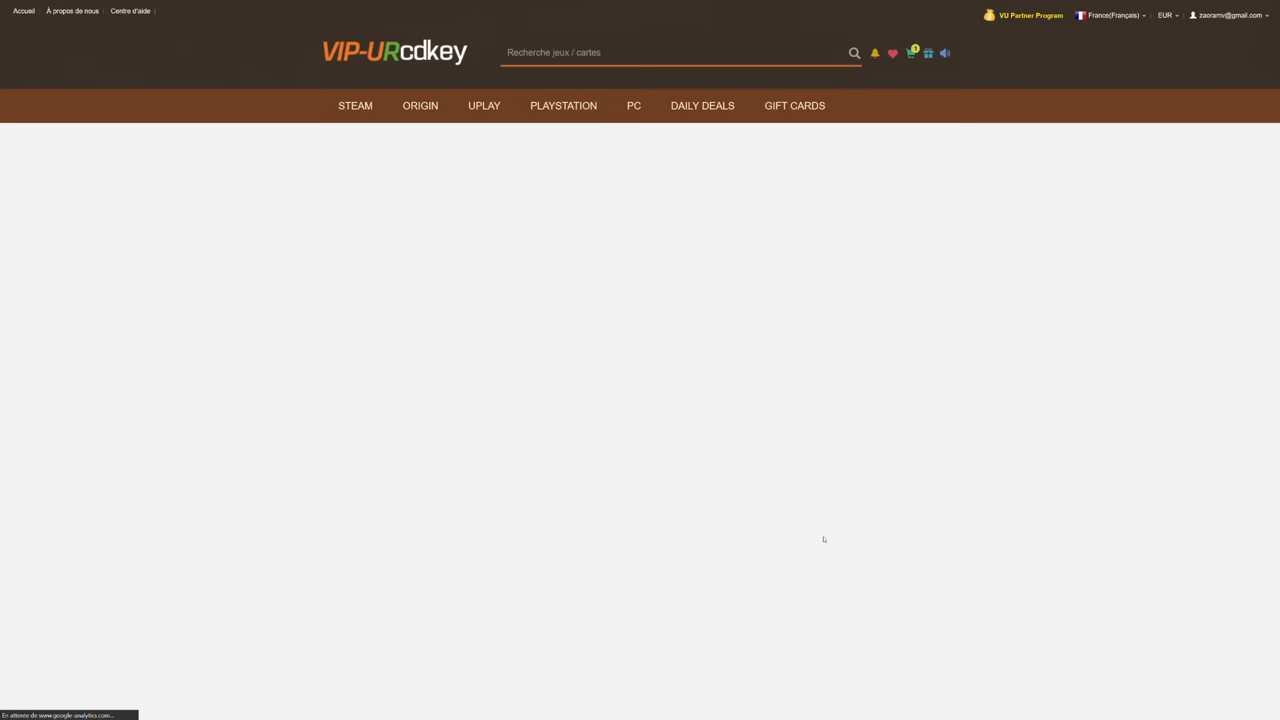 Accueil À propos de nous Centre d'aide
VU Partner Program France(Français) EUR zaoramv@gmail.com
VIP-URcdkey
Recherche jeux / cartes
1
STEAM ORIGIN UPLAY PLAYSTATION PC DAILY DEALS GIFT CARDS
En attente de www.google-analytics.com...